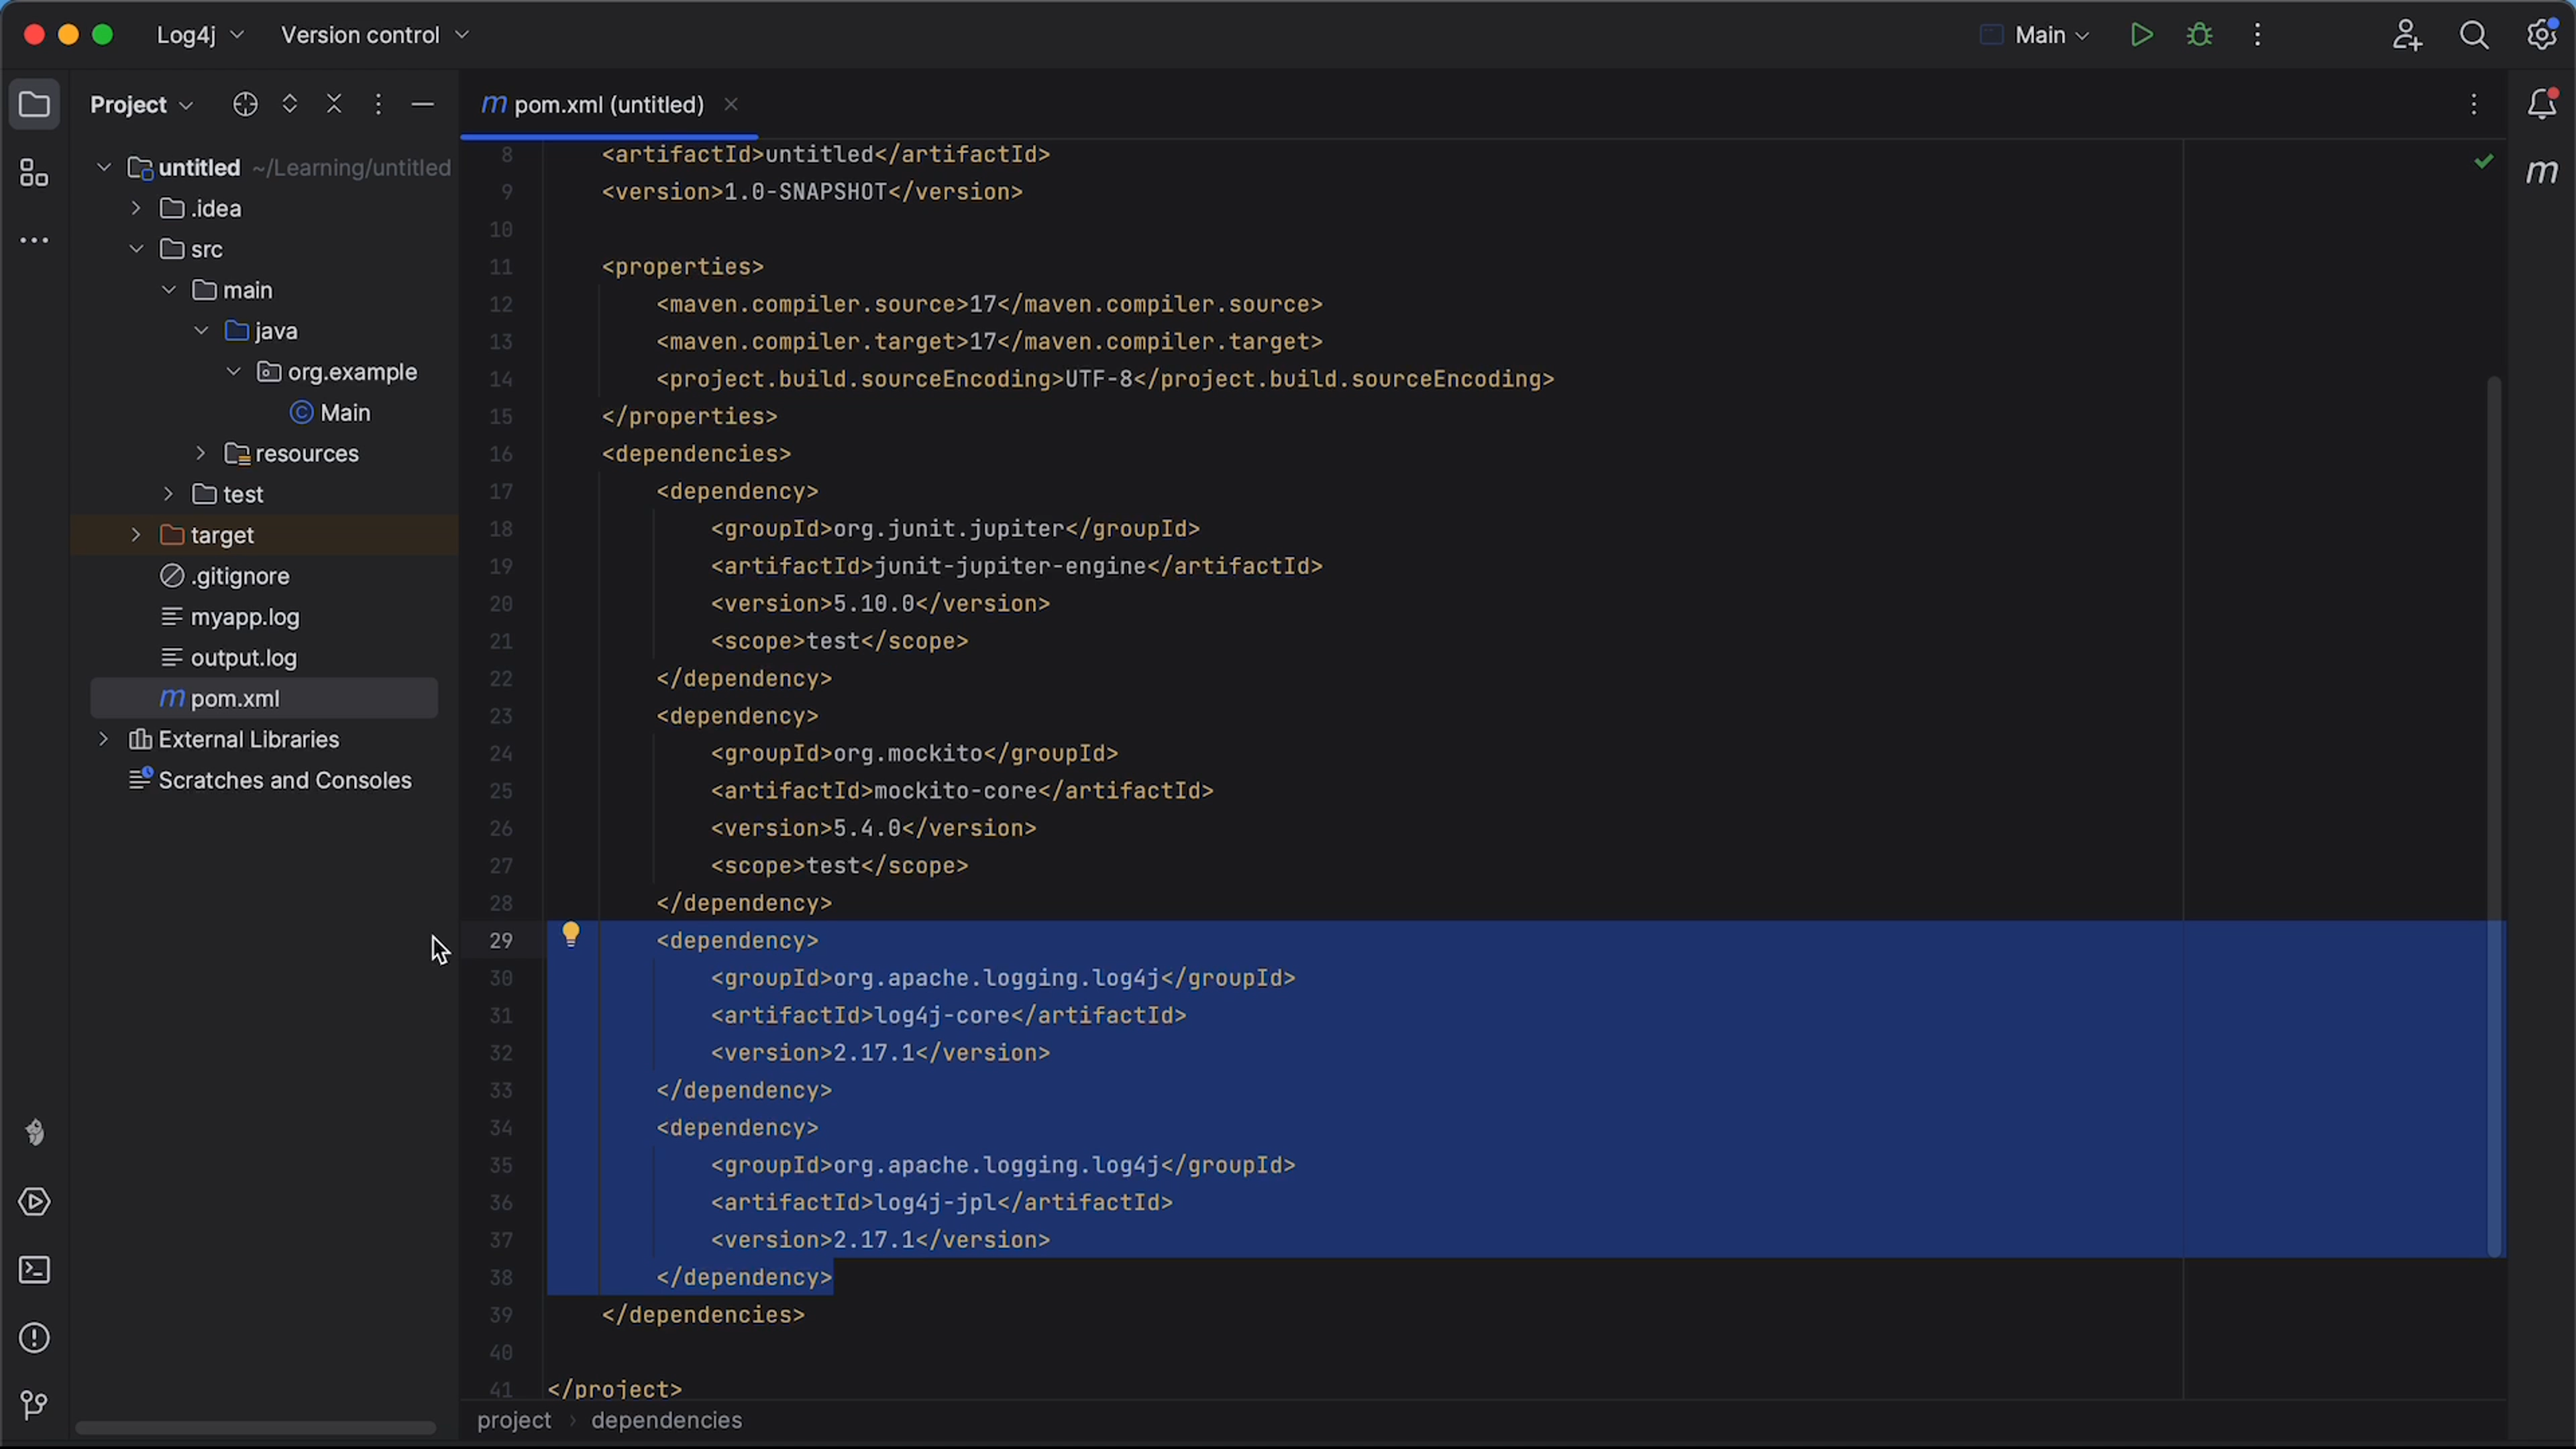 Log4j
Version control
Main
Project
untitled ~/Learning/untitled
.idea
src
main
java
org.example
Main
resources
test
target
.gitignore
myapp.log
output.log
m pom.xml
External Libraries
Scratches and Consoles
m pom.xml (untitled)
m
8 <artifactId>untitled</artifactId>
9 <version>1.0-SNAPSHOT</version>
10
11 <properties>
12 <maven.compiler.source>17</maven.compiler.source>
13 <maven.compiler.target>17</maven.compiler.target>
14 <project.build.sourceEncoding>UTF-8</project.build.sourceEncoding>
15 </properties>
16 <dependencies>
17 <dependency>
18 <groupId>org.junit.jupiter</groupId>
19 <artifactId>junit-jupiter-engine</artifactId>
20 <version>5.10.0</version>
21 <scope>test</scope>
22 </dependency>
23 <dependency>
24 <groupId>org.mockito</groupId>
25 <artifactId>mockito-core</artifactId>
26 <version>5.4.0</version>
27 <scope>test</scope>
28 </dependency>
29 <dependency>
30 <groupId>org.apache.logging.log4j</groupId>
31 <artifactId>log4j-core</artifactId>
32 <version>2.17.1</version>
33 </dependency>
34 <dependency>
35 <groupId>org.apache.logging.log4j</groupId>
36 <artifactId>log4j-jpl</artifactId>
37 <version>2.17.1</version>
38 </dependency>
39 </dependencies>
40
41 </project>
project › dependencies